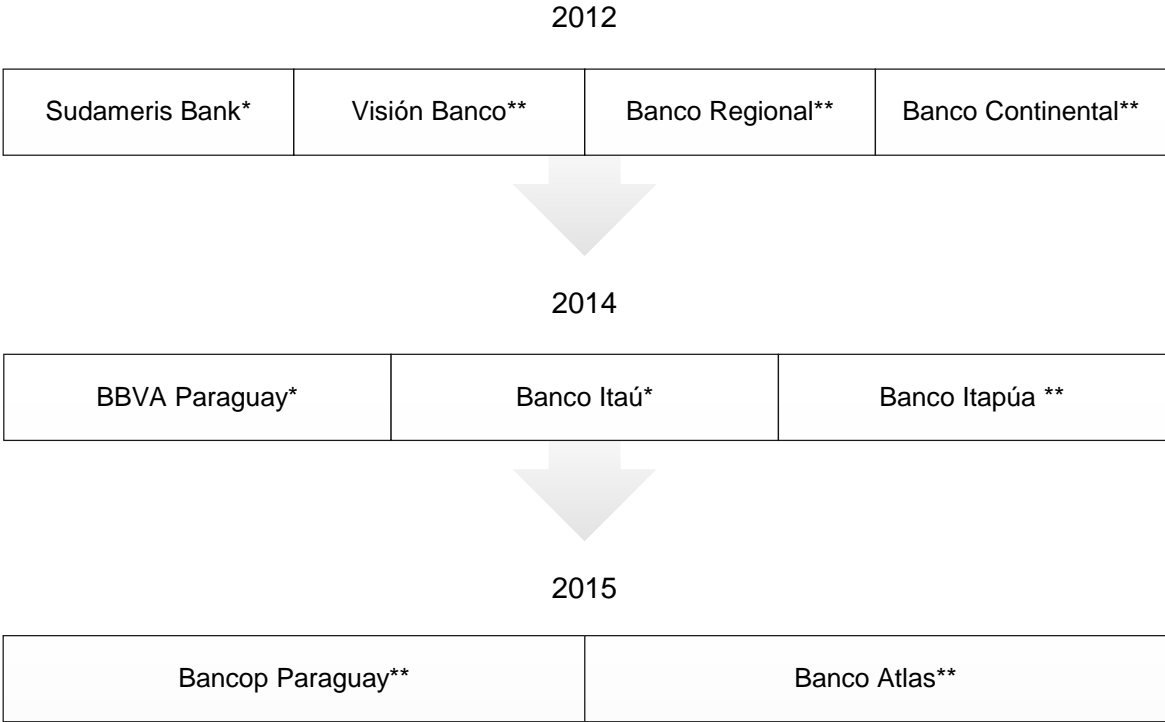 2012
Sudameris Bank* Visión Banco** Banco Regional** Banco Continental**
2014
BBVA Paraguay* Banco Itaú* Banco Itapúa **
2015
Bancop Paraguay** Banco Atlas**